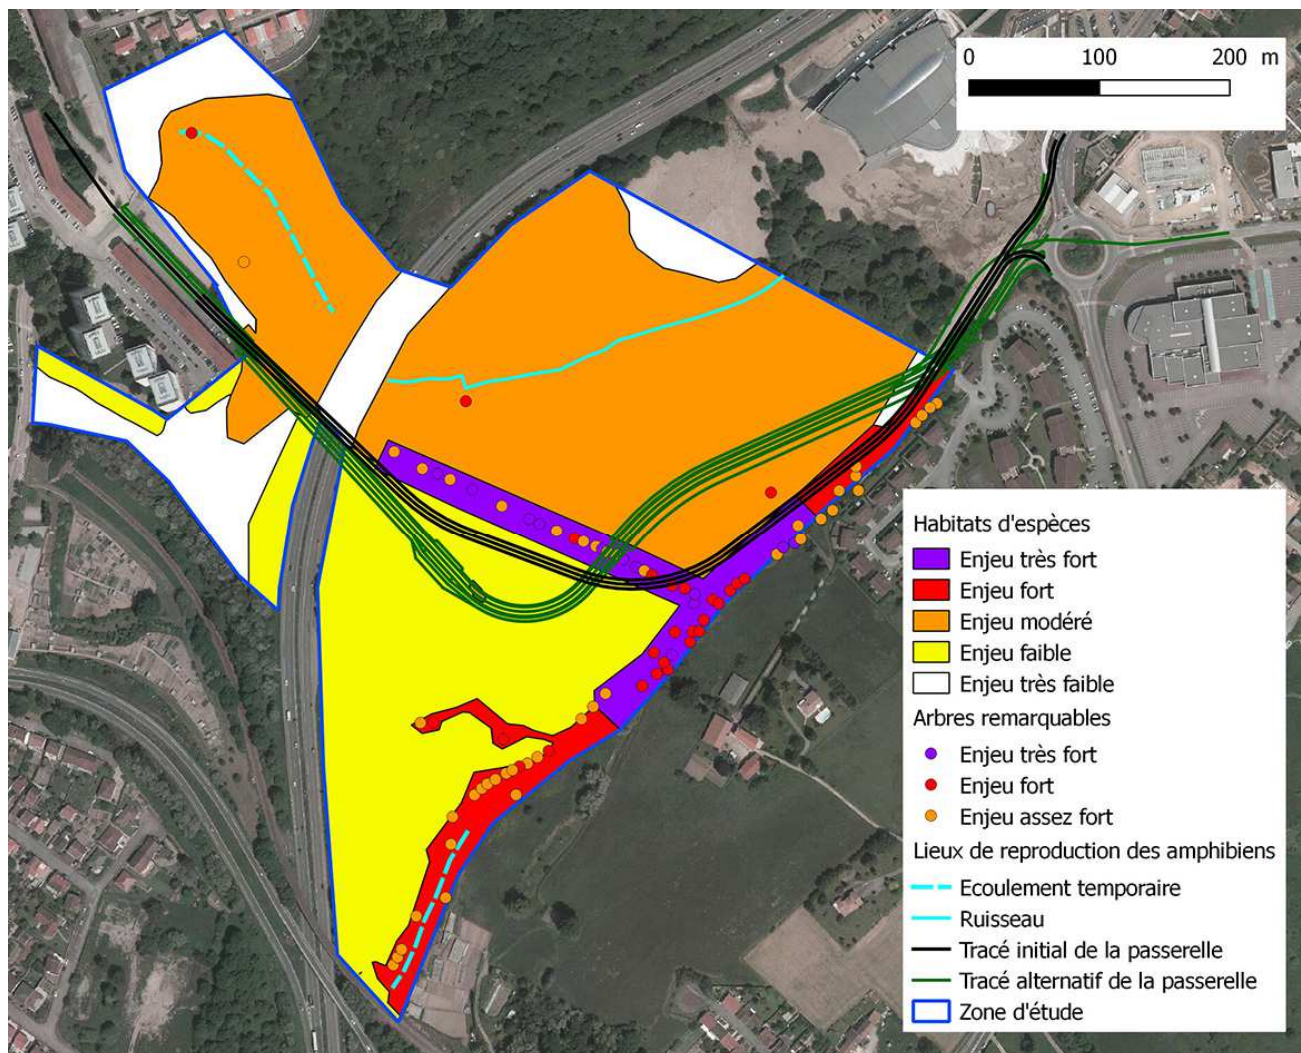 0 100 200 m
Habitats d'espèces
Enjeu très fort
Enjeu fort
Enjeu modéré
Enjeu faible
Enjeu très faible
Arbres remarquables
Enjeu très fort
Enjeu fort
Enjeu assez fort
Lieux de reproduction des amphibiens
Ecoulement temporaire
Ruisseau
Tracé initial de la passerelle
Tracé alternatif de la passerelle
Zone d'étude